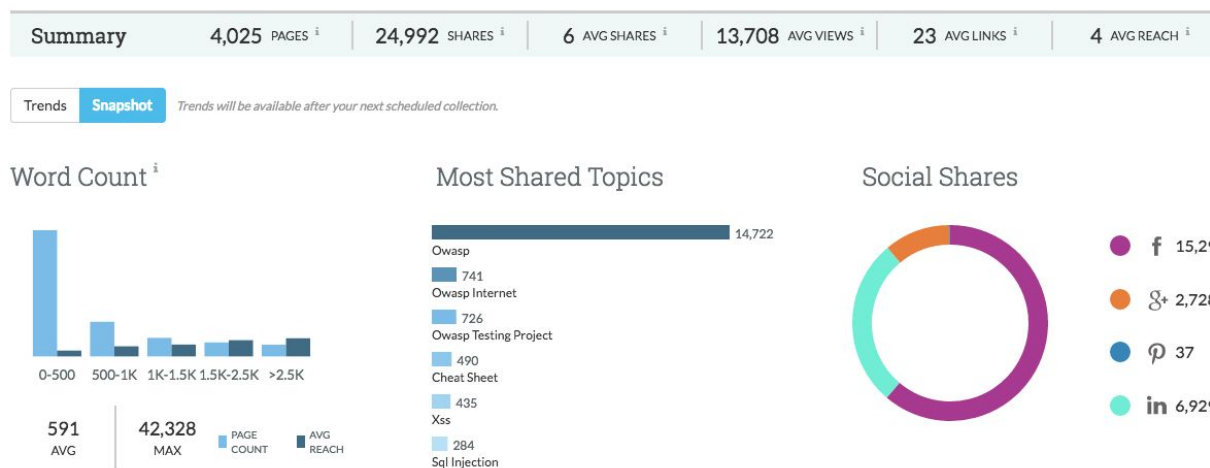 Summary 4,025 PAGES i 24,992 SHARES i 6 AVG SHARES i 13,708 AVG VIEWS i 23 AVG LINKS i 4 AVG REACH i
Trends Snapshot Trends will be available after your next scheduled collection.
Word Count i
0-500 500-1K 1K-1.5K 1.5K-2.5K >2.5K
591
AVG
42,328
MAX
PAGE
COUNT
AVG
REACH
Most Shared Topics
14,722
Owasp
741
Owasp Internet
726
Owasp Testing Project
490
Cheat Sheet
435
Xss
284
Sql Injection
Social Shares
f
g+
37
in